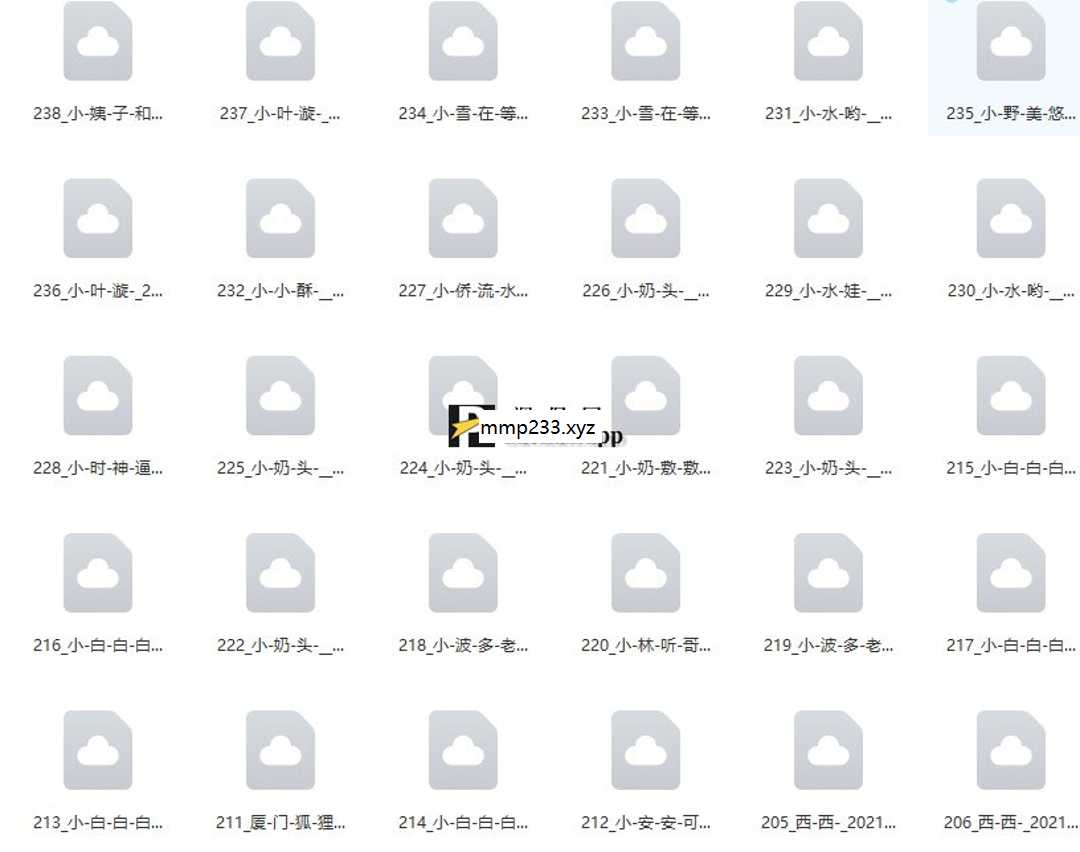 238_小-姨-子-和...
237_小-叶-漩-_...
234_小-雪-在-等...
233_小-雪-在-等...
231_小-水-哟-__...
235_小-野-美-悠...
236_小-叶-漩-_2...
232_小-小-酥-__...
227_小-侨-流-水...
226_小-奶-头-__...
229_小-水-娃-__...
230_小-水-哟-__...
228_小-时-神-逼...
225_小-奶-头-__...
224_小-奶-头-__...
221_小-奶-敷-敷...
223_小-奶-头-__...
215_小-白-白-白...
mmp233.xyz
pp
216_小-白-白-白...
222_小-奶-头-__...
218_小-波-多-老...
220_小-林-听-哥...
219_小-波-多-老...
217_小-白-白-白...
213_小-白-白-白...
211_厦-门-狐-狸...
214_小-白-白-白...
212_小-安-安-可...
205_西-西-_2021...
206_西-西-_2021...